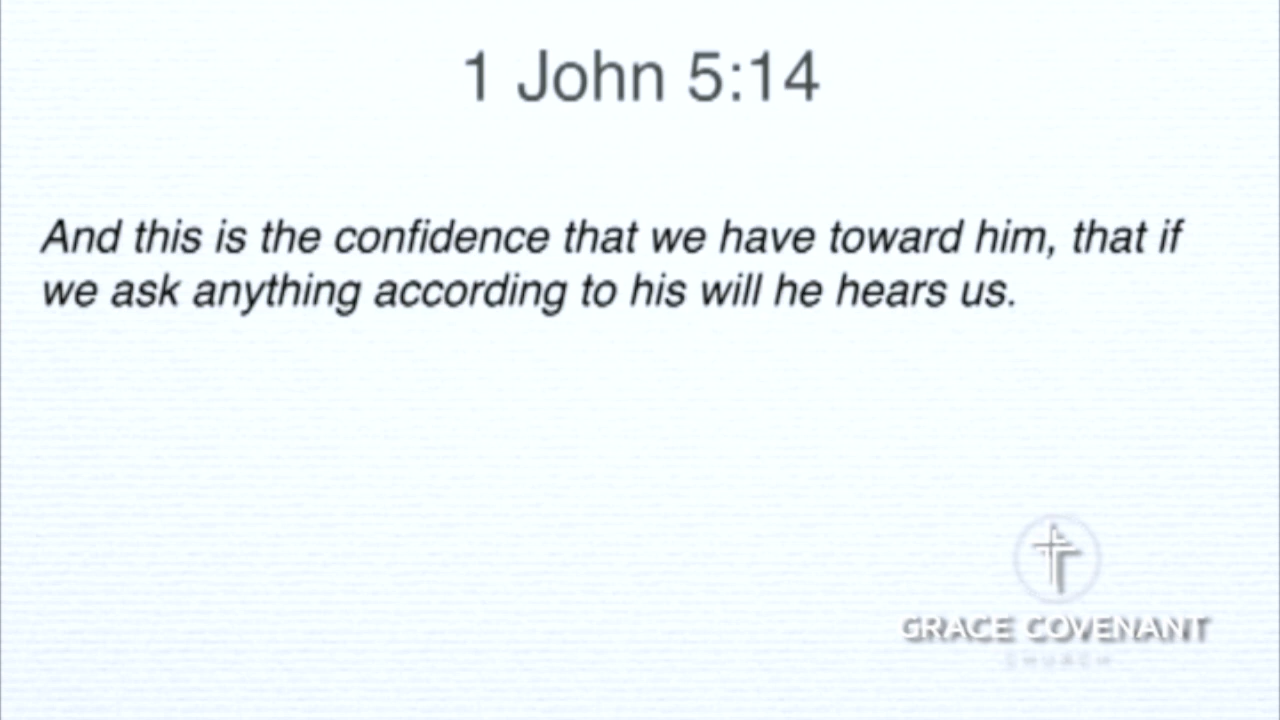 1 John 5:14
And this is the confidence that we have toward him, that if
we ask anything according to his will he hears us.
GRACE COVENANT
CHURCH